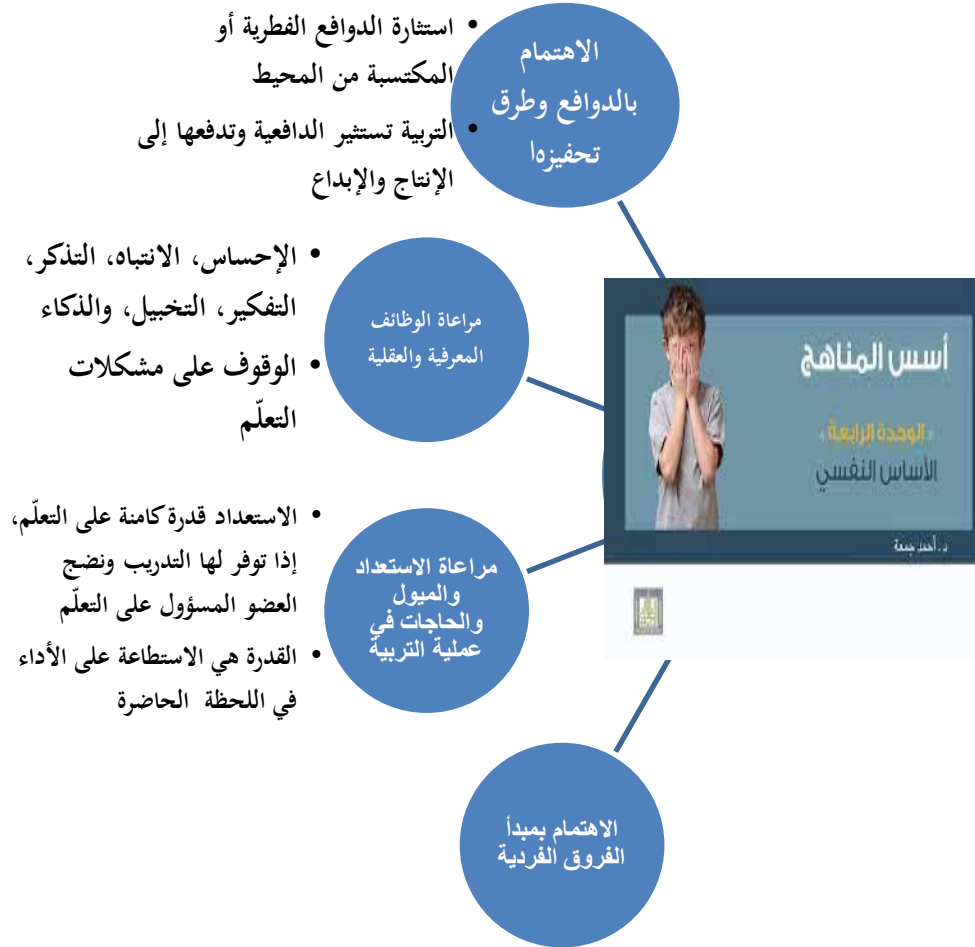 الاهتمام
بالدوافع وطرق
تحفيزها
• استثارة الدوافع الفطرية أو
المكتسبة من المحيط
• التربية تستثير الدافعية وتدفعها إلى
الإنتاج والإبداع
مراعاة الوظائف
المعرفية والعقلية
• الإحساس، الانتباه، التذكر،
التفكير، التخييل، والذكاء
• الوقوف على مشكلات
التعلّم
مراعاة الاستعداد
والميول
والحاجات في
عملية التربية
• الاستعداد قدرة كامنة على التعلّم،
إذا توفر لها التدريب ونضج
العضو المسؤول على التعلّم
• القدرة هي الاستطاعة على الأداء
في اللحظة الحاضرة
الاهتمام بمبدأ
الفروق الفردية
أسس المناهج
« الوحدة الرابعة »
الأساس النفسي
د. أحمد جمعة